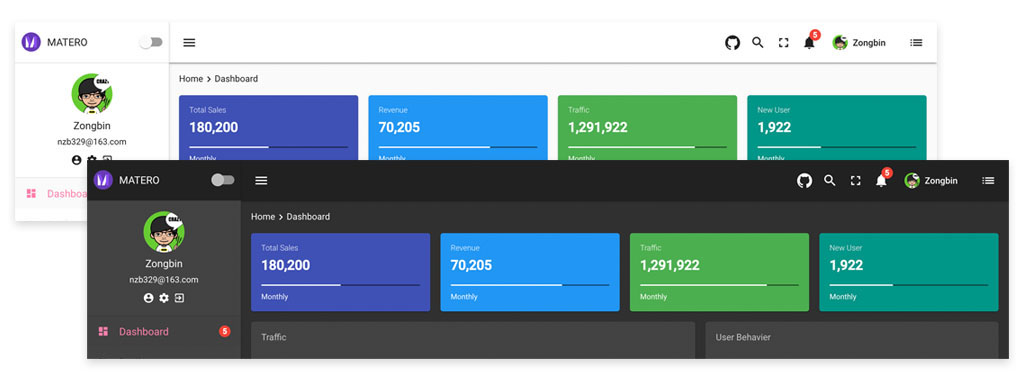 MATERO
5
Zongbin
Home > Dashboard
CRAZY
Zongbin
nzb329@163.com
Total Sales
180,200
Monthly
Revenue
70,205
Monthly
Traffic
1,291,922
Monthly
New User
1,922
Monthly
MATERO
5
Zongbin
Home > Dashboard
CRAZY
Zongbin
nzb329@163.com
Dashboard
5
Total Sales
180,200
Monthly
Revenue
70,205
Monthly
Traffic
1,291,922
Monthly
New User
1,922
Monthly
Traffic
User Behavier